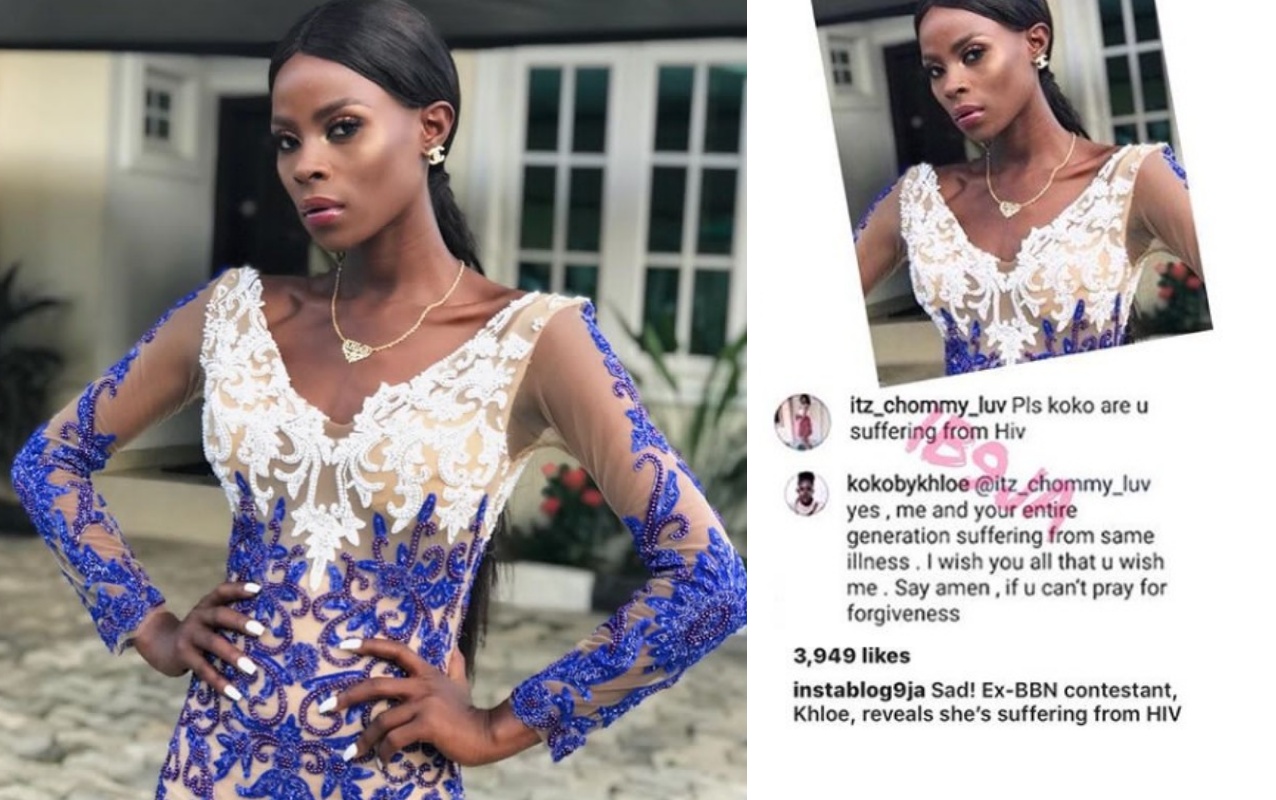 itz_chommy_luv Pls koko are u
suffering from Hiv
kokobykhloe @itz_chommy_luv
yes , me and your entire
generation suffering from same
illness . I wish you all that u wish
me . Say amen , if u can't pray for
forgiveness
3,949 likes
instablog9ja Sad! Ex-BBN contestant,
Khloe, reveals she's suffering from HIV